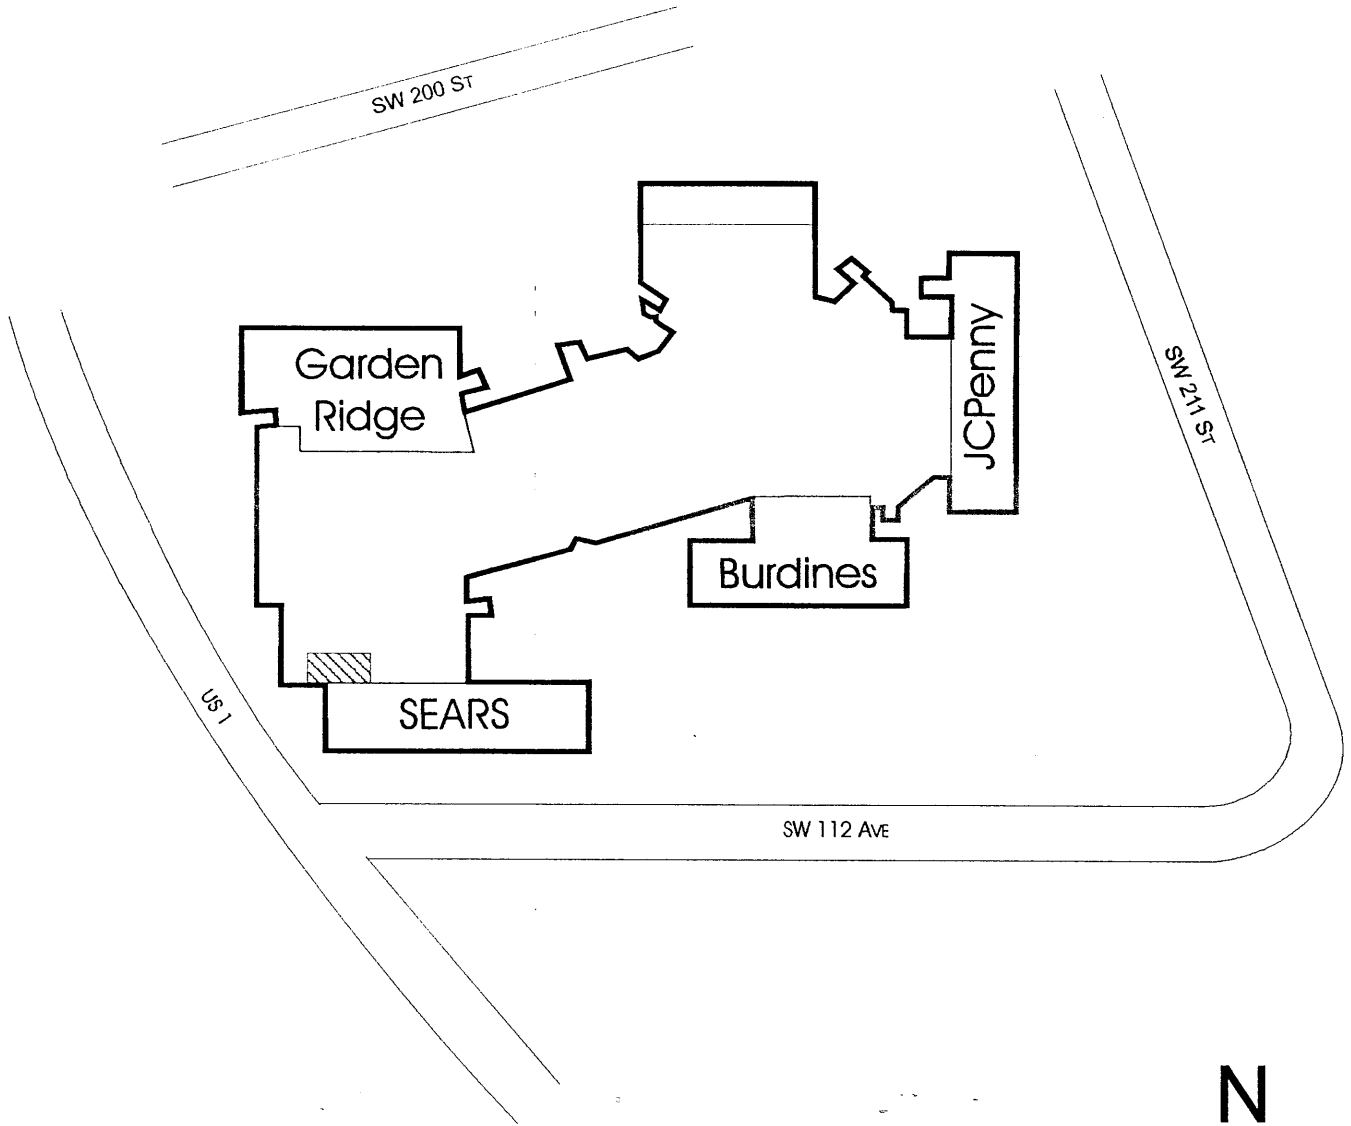 SW 200 ST
Garden
Ridge
JCPenny
SW 211 ST
Burdines
US 1
SEARS
SW 112 AVE
N